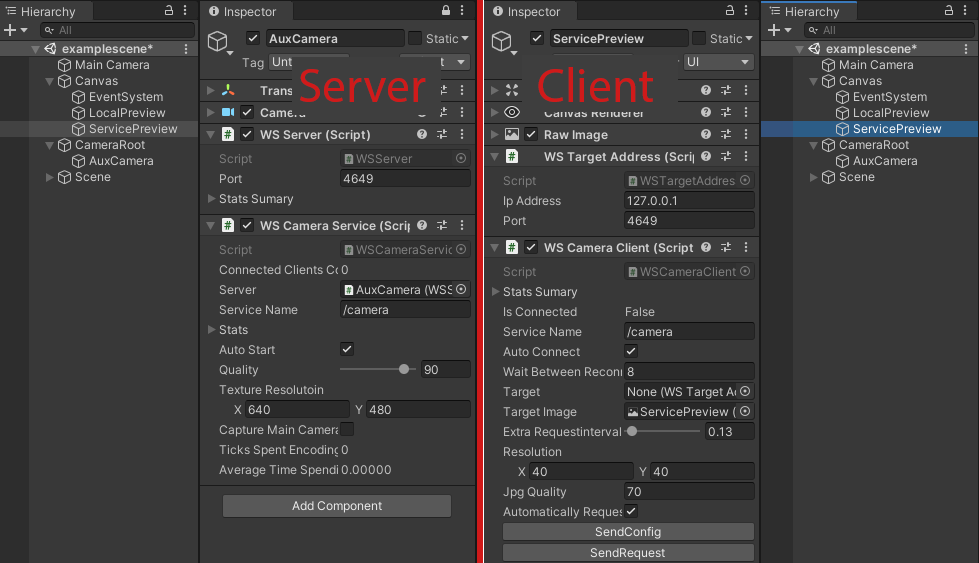 Hierarchy
All
examplescene*
Main Camera
Canvas
EventSystem
LocalPreview
ServicePreview
CameraRoot
AuxCamera
Scene
Inspector
AuxCamera
Static
Tag Unt
Server
Trans
Camera
WS Server (Script)
Script WSServer
Port 4649
Stats Sumary
WS Camera Service (Scrip
Script WSCameraServic
Connected Clients Co 0
Server AuxCamera (WSS
Service Name /camera
Stats
Auto Start
Quality 90
Texture Resolutoin
X 640 Y 480
Capture Main Camera
Ticks Spent Encoding 0
Average Time Spendi 0.00000
Add Component
Inspector
ServicePreview
Static
UI
Client
Canvas Renderer
Raw Image
WS Target Address (Scri
Script WSTargetAddres
Ip Address 127.0.0.1
Port 4649
WS Camera Client (Script
Script WSCameraClient
Stats Sumary
Is Connected False
Service Name /camera
Auto Connect
Wait Between Reconn 8
Target None (WS Target Ad
Target Image ServicePreview (
Extra Requestinterval 0.13
Resolution
X 40 Y 40
Jpg Quality 70
Automatically Reques
SendConfig
SendRequest
Hierarchy
All
examplescene*
Main Camera
Canvas
EventSystem
LocalPreview
ServicePreview
CameraRoot
AuxCamera
Scene